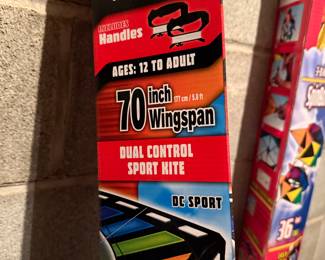 INCLUDES
Handles
AGES: 12 TO ADULT
70 inch
177 cm / 5.8 ft
Wingspan
DUAL CONTROL
SPORT KITE
DC SPORT
36